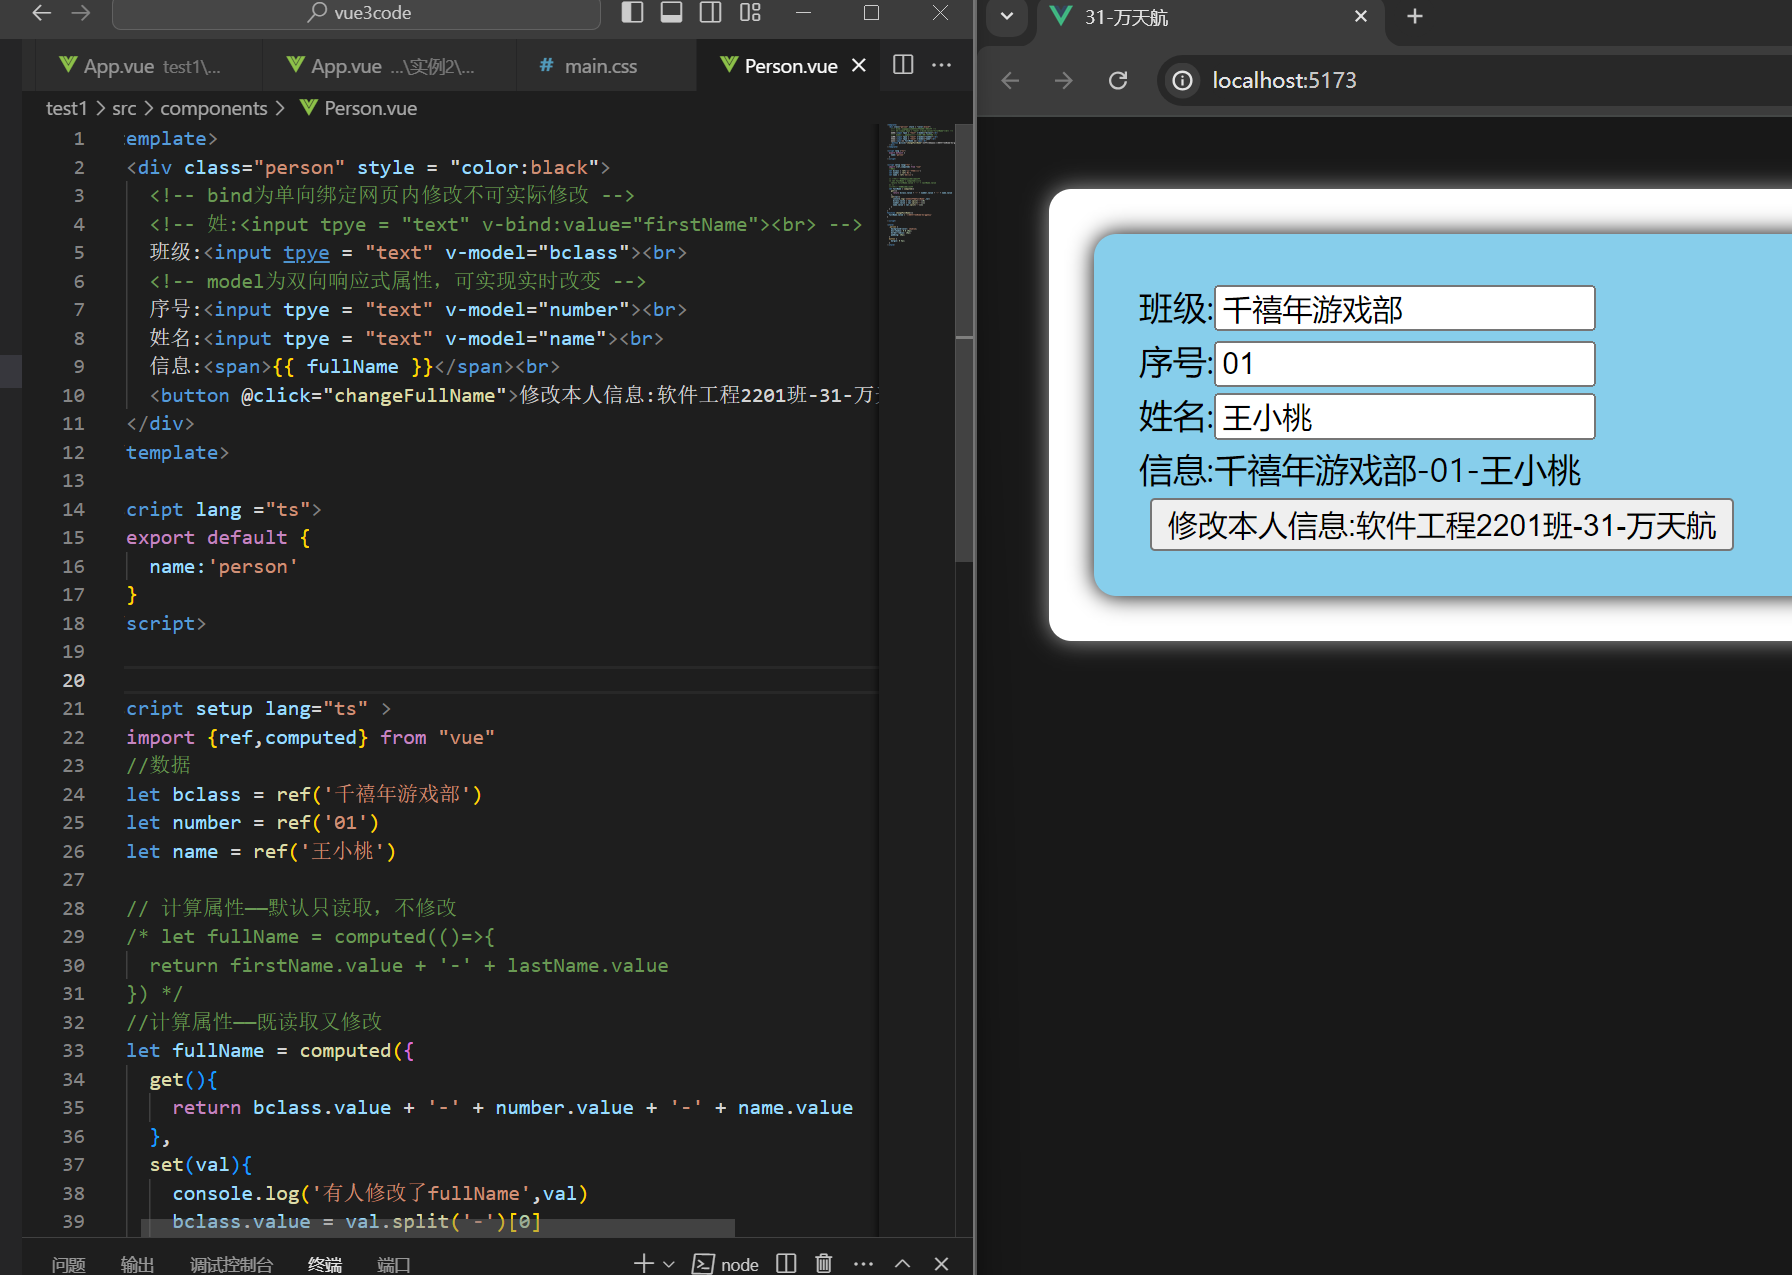 vue3code
App.vue test1\...
App.vue ...\实例2\...
# main.css
Person.vue
test1 > src > components > Person.vue
1 emplate>
2 <div class="person" style = "color:black">
3 <!-- bind为单向绑定网页内修改不可实际修改 -->
4 <!-- 姓:<input tpye = "text" v-bind:value="firstName"><br> -->
5 班级:<input tpye = "text" v-model="bclass"><br>
6 <!-- model为双向响应式属性，可实现实时改变 -->
7 序号:<input tpye = "text" v-model="number"><br>
8 姓名:<input tpye = "text" v-model="name"><br>
9 信息:<span>{{ fullName }}</span><br>
10 <button @click="changeFullName">修改本人信息:软件工程2201班-31-万
11 </div>
12 template>
13
14 cript lang ="ts">
15 export default {
16 name:'person'
17 }
18 script>
19
20
21 cript setup lang="ts" >
22 import {ref,computed} from "vue"
23 //数据
24 let bclass = ref('千禧年游戏部')
25 let number = ref('01')
26 let name = ref('王小桃')
27
28 // 计算属性——默认只读取，不修改
29 /* let fullName = computed(()=>{
30 return firstName.value + '-' + lastName.value
31 }) */
32 //计算属性——既读取又修改
33 let fullName = computed({
34 get(){
35 return bclass.value + '-' + number.value + '-' + name.value
36 },
37 set(val){
38 console.log('有人修改了fullName',val)
39 bclass.value = val.split('-')[0]
问题 输出 调试控制台 终端 端口 node
31-万天航
localhost:5173
班级:千禧年游戏部
序号:01
姓名:王小桃
信息:千禧年游戏部-01-王小桃
修改本人信息:软件工程2201班-31-万天航